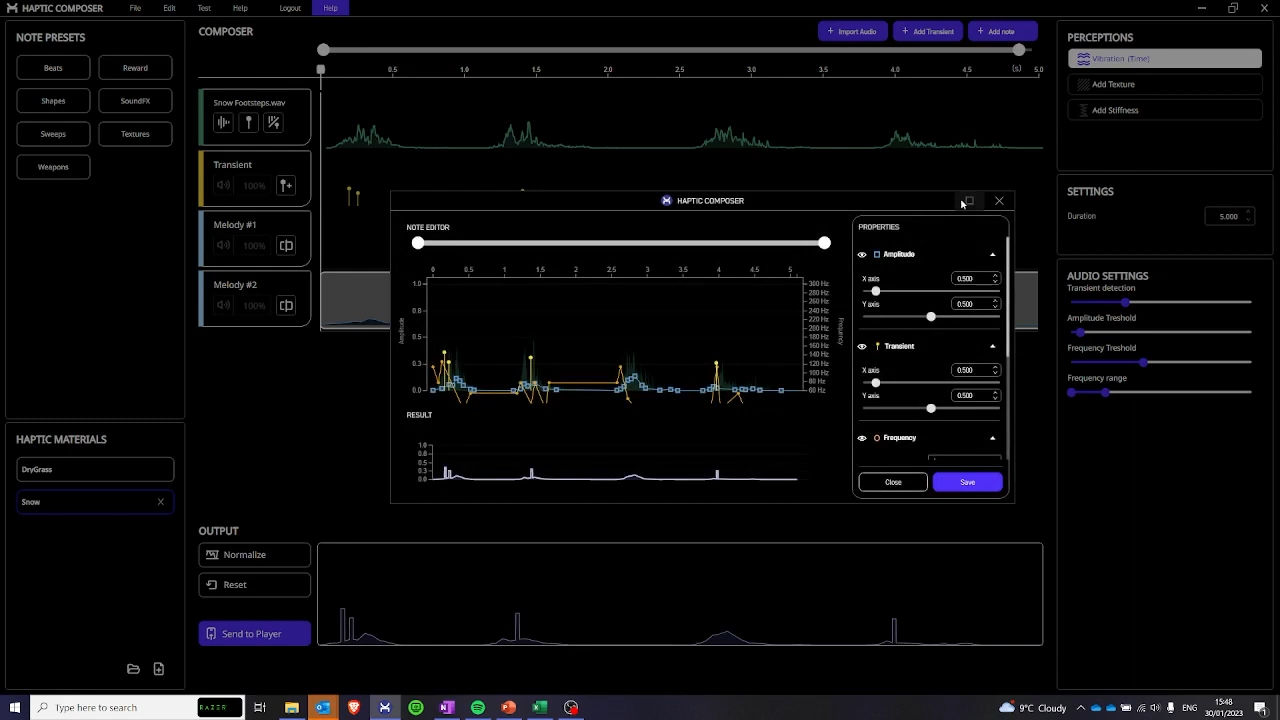 HAPTIC COMPOSER File Edit Test Help Logout Help
NOTE PRESETS
Beats Reward
Shapes SoundFX
Sweeps Textures
Weapons
HAPTIC MATERIALS
DryGrass
Snow
COMPOSER
Import Audio Add Transient Add note
0.5 1.0 1.5 2.0 2.5 3.0 3.5 4.0 4.5 5.0
(s)
Snow Footsteps.wav
Transient
100%
Melody #1
100%
Melody #2
100%
HAPTIC COMPOSER
NOTE EDITOR
0 0.5 1 1.5 2 2.5 3 3.5 4 4.5 5
1.0
0.8
0.5
0.3
0.0
Amplitude
300 Hz
280 Hz
260 Hz
240 Hz
220 Hz
200 Hz
180 Hz
160 Hz
140 Hz
120 Hz
100 Hz
80 Hz
60 Hz
Frequency
RESULT
1.0
0.8
0.5
0.3
0.0
PROPERTIES
Amplitude
X axis 0.500
Y axis 0.500
Transient
X axis 0.500
Y axis 0.500
Frequency
Close Save
OUTPUT
Normalize
Reset
Send to Player
PERCEPTIONS
Vibration (Time)
Add Texture
Add Stiffness
SETTINGS
Duration 5.000
AUDIO SETTINGS
Transient detection
Amplitude Treshold
Frequency Treshold
Frequency range
Type here to search
RAZER
9°C Cloudy
ENG
15:48
30/01/2023